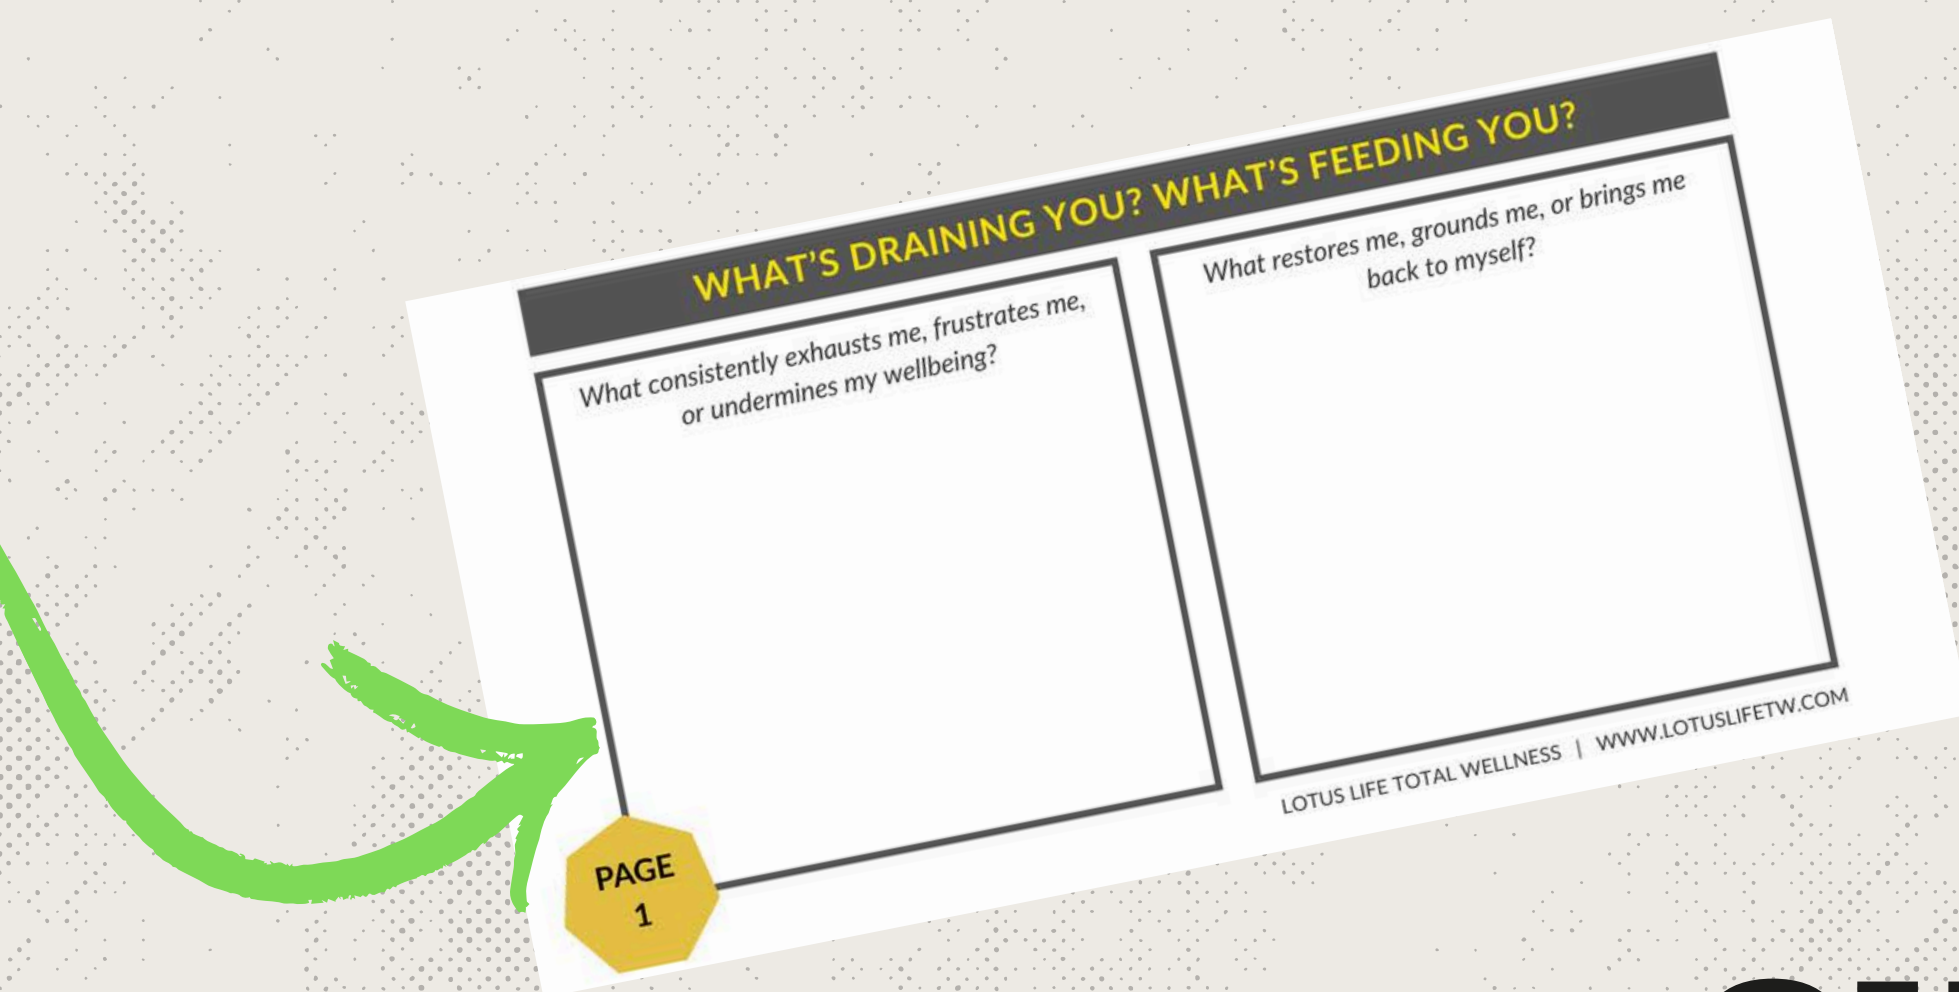 WHAT'S DRAINING YOU? WHAT'S FEEDING YOU?
What consistently exhausts me, frustrates me,
or undermines my wellbeing?
What restores me, grounds me, or brings me
back to myself?
PAGE
1
LOTUS LIFE TOTAL WELLNESS | WWW.LOTUSLIFETW.COM